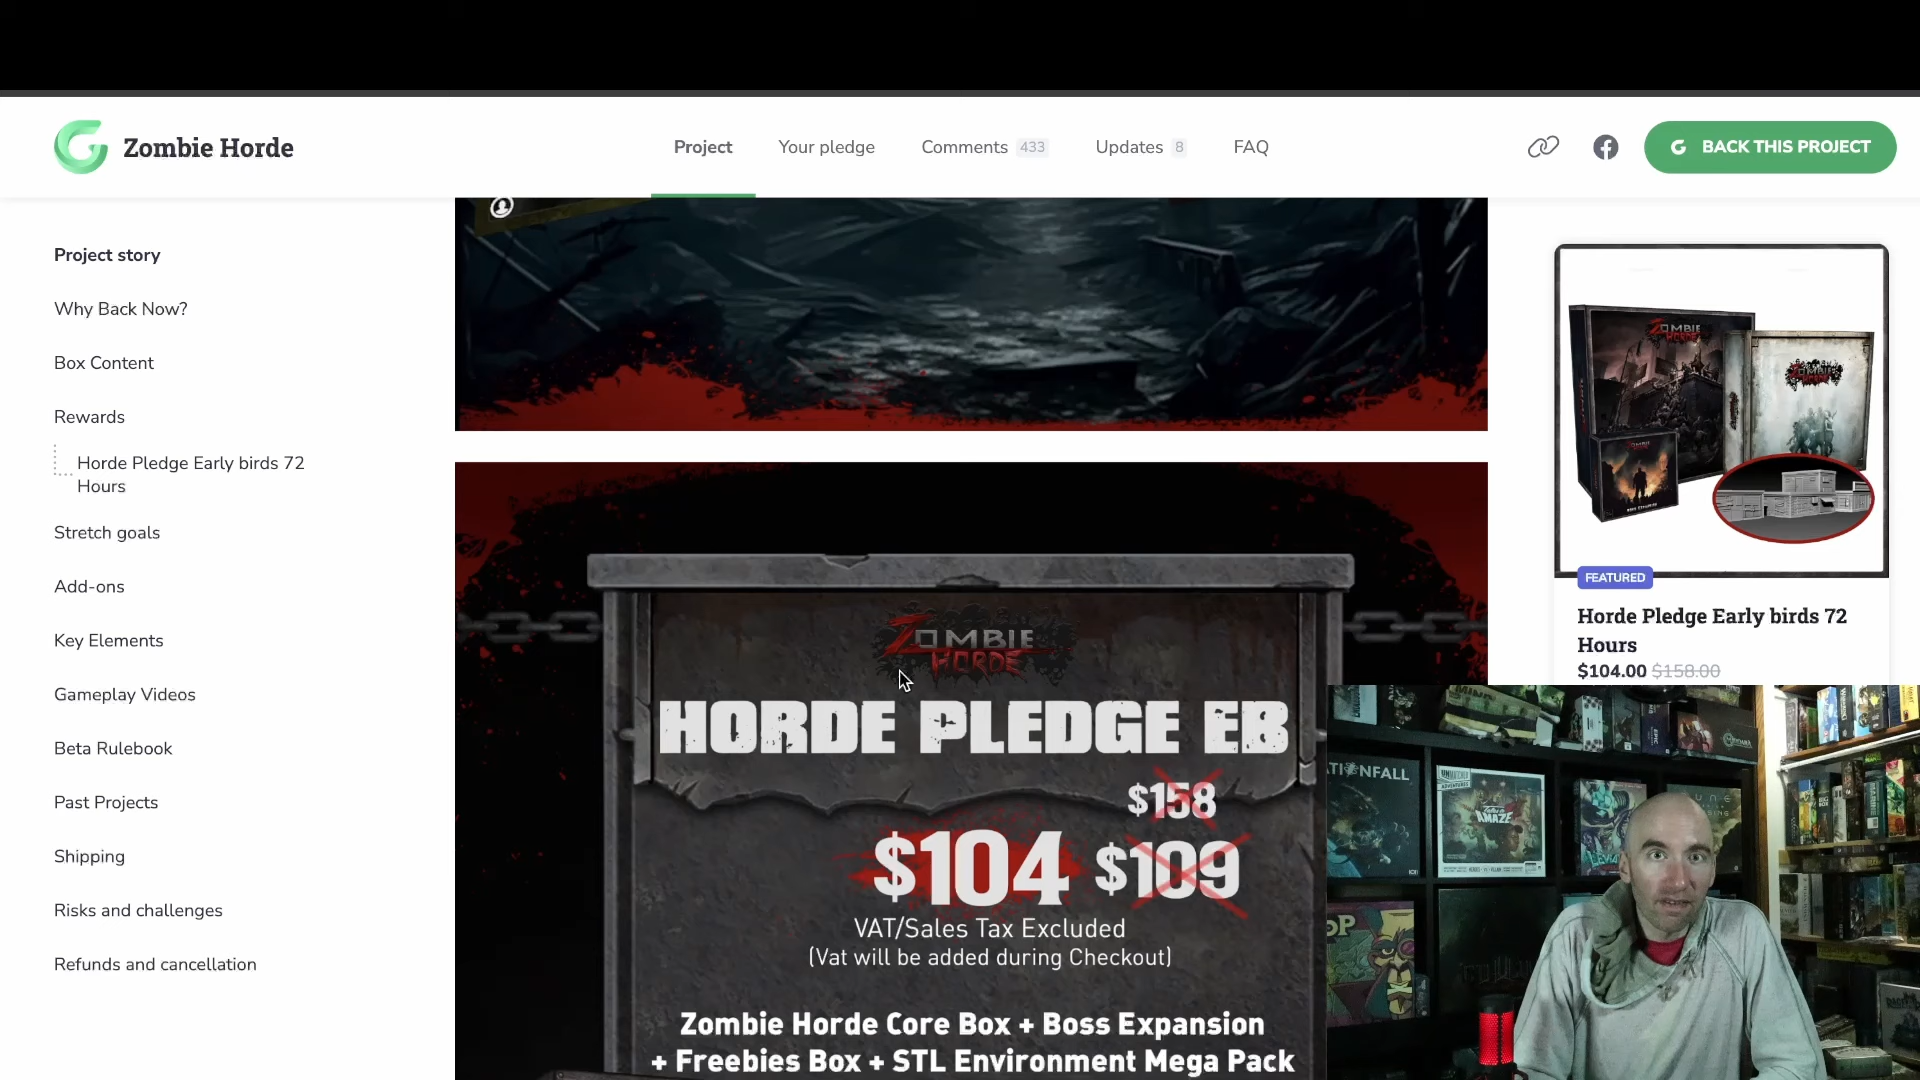 Zombie Horde
Project
Your pledge
Comments 433
Updates 8
FAQ
BACK THIS PROJECT
Project story
Why Back Now?
Box Content
Rewards
Horde Pledge Early birds 72
Hours
Stretch goals
Add-ons
Key Elements
Gameplay Videos
Beta Rulebook
Past Projects
Shipping
Risks and challenges
Refunds and cancellation
ZOMBIE
HORDE
HORDE PLEDGE EB
$158
$104 $109
VAT/Sales Tax Excluded
(Vat will be added during Checkout)
Zombie Horde Core Box + Boss Expansion
+ Freebies Box + STL Environment Mega Pack
ZOMBIE
HORDE
ZOMBIE
HORDE
FEATURED
Horde Pledge Early birds 72
Hours
$104.00 $158.00